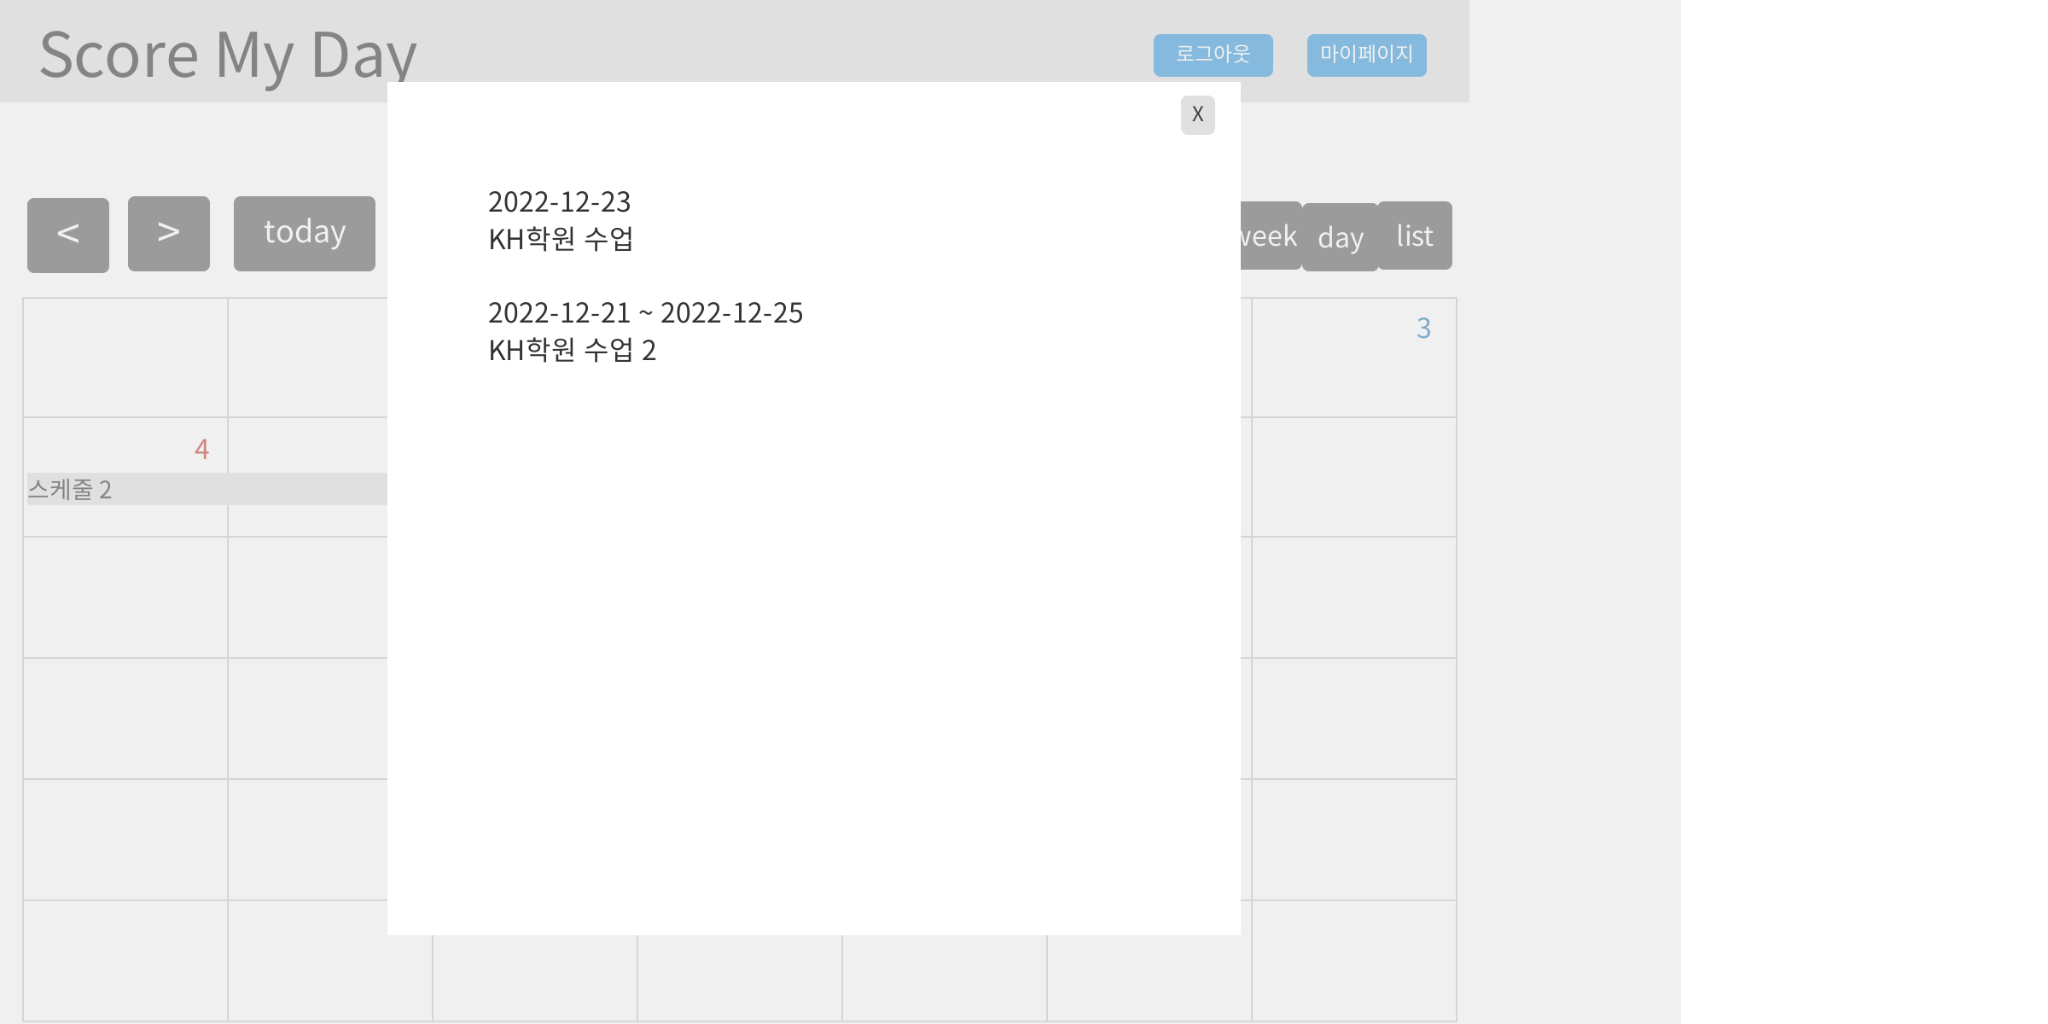 Score My Day
로그아웃
마이페이지
X
2022-12-23
KH학원 수업
2022-12-21 ~ 2022-12-25
KH학원 수업 2
<
>
today
week
day
list
3
4
스케줄 2